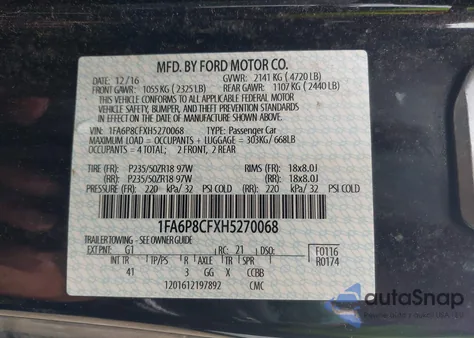 MFD. BY FORD MOTOR CO.
DATE: 12/16 GVWR: 2141 KG (4720 LB)
FRONT GAWR: 1055 KG (2325 LB) REAR GAWR: 1107 KG (2440 LB)
THIS VEHICLE CONFORMS TO ALL APPLICABLE FEDERAL MOTOR
VEHICLE SAFETY, BUMPER, AND THEFT PREVENTION STANDARDS
IN EFFECT ON THE DATE OF MANUFACTURE SHOWN ABOVE.
VIN: 1FA6P8CFXH5270068 TYPE: Passenger Car
MAXIMUM LOAD = OCCUPANTS + LUGGAGE = 303KG/ 668LB
OCCUPANTS = 4 TOTAL; 2 FRONT, 2 REAR
TIRE (FR): P235/50ZR18 97W RIMS (FR): 18x8.0J
(RR): P235/50ZR18 97W (RR): 18x8.0J
PRESSURE (FR): 220 kPa/ 32 PSI COLD (RR): 220 kPa/ 32 PSI COLD
1FA6P8CFXH5270068
TRAILER TOWING - SEE OWNER GUIDE
EXT PNT: G1 RC: 21 DSO: F0116
INT TR TP/PS R AXLE TR SPR R0174
41 3 GG X CCBB
1201612197892 CMC
autoSnap